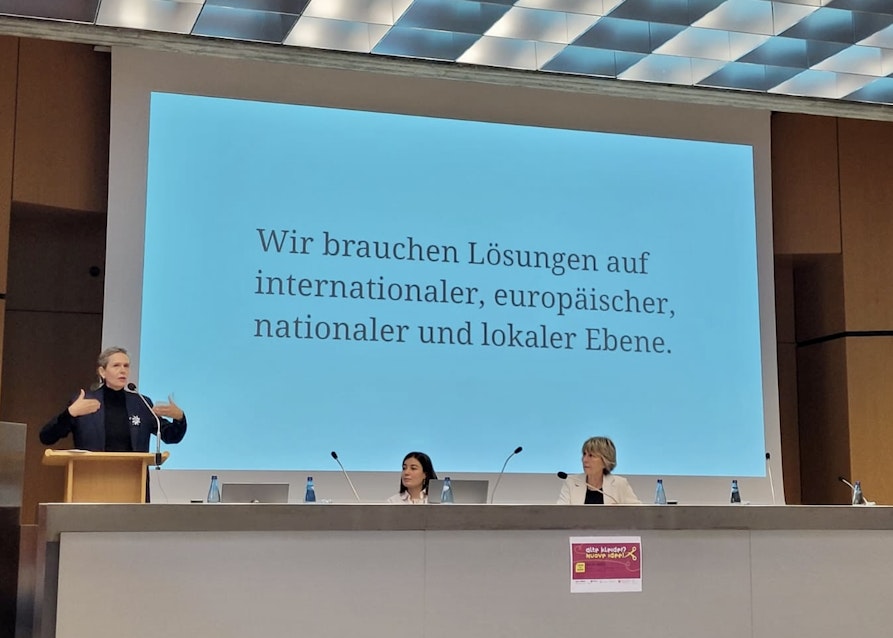 Wir brauchen Lösungen auf
internationaler, europäischer,
nationaler und lokaler Ebene.
alte kleider?
nuove idee!